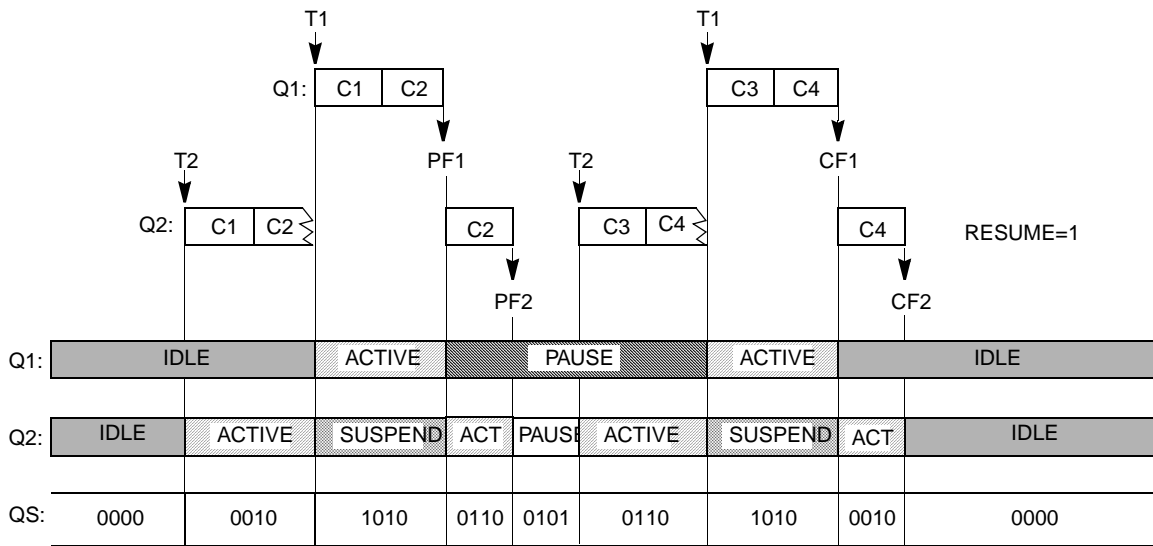 T1 T1
Q1: C1 C2 C3 C4
T2 PF1 T2 CF1
Q2: C1 C2 C2 C3 C4 C4 RESUME=1
PF2 CF2
Q1: IDLE ACTIVE PAUSE ACTIVE IDLE
Q2: IDLE ACTIVE SUSPEND ACT PAUSE ACTIVE SUSPEND ACT IDLE
QS: 0000 0010 1010 0110 0101 0110 1010 0010 0000